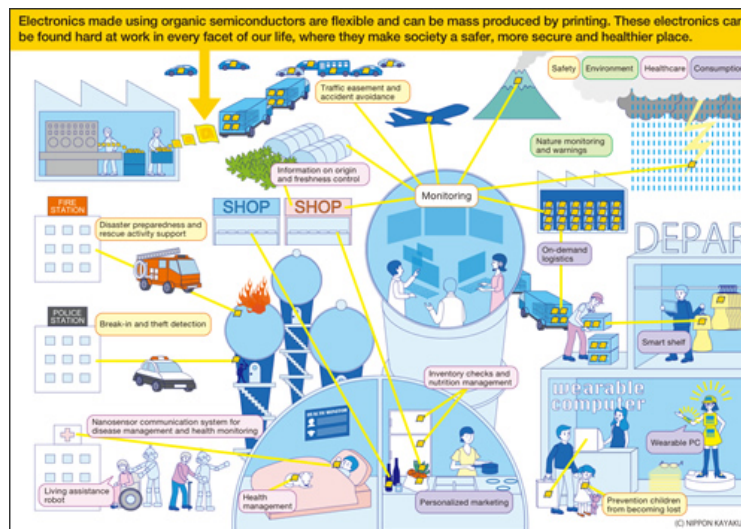 Electronics made using organic semiconductors are flexible and can be mass produced by printing. These electronics can
be found hard at work in every facet of our life, where they make society a safer, more secure and healthier place.
Safety
Environment
Healthcare
Consumption
Traffic easement and
accident avoidance
Nature monitoring
and warnings
Information on origin
and freshness control
Monitoring
FIRE
STATION
SHOP
SHOP
Disaster preparedness and
rescue activity support
On-demand
logistics
DEPAR
POLICE
STATION
Break-in and theft detection
Smart shelf
Inventory checks and
nutrition management
wearable
computer
Nanosensor communication system for
disease management and health monitoring
HEALTH MONITOR
Wearable PC
Living assistance
robot
Health
management
Personalized marketing
Prevention children
from becoming lost
(C) NIPPON KAYAKU